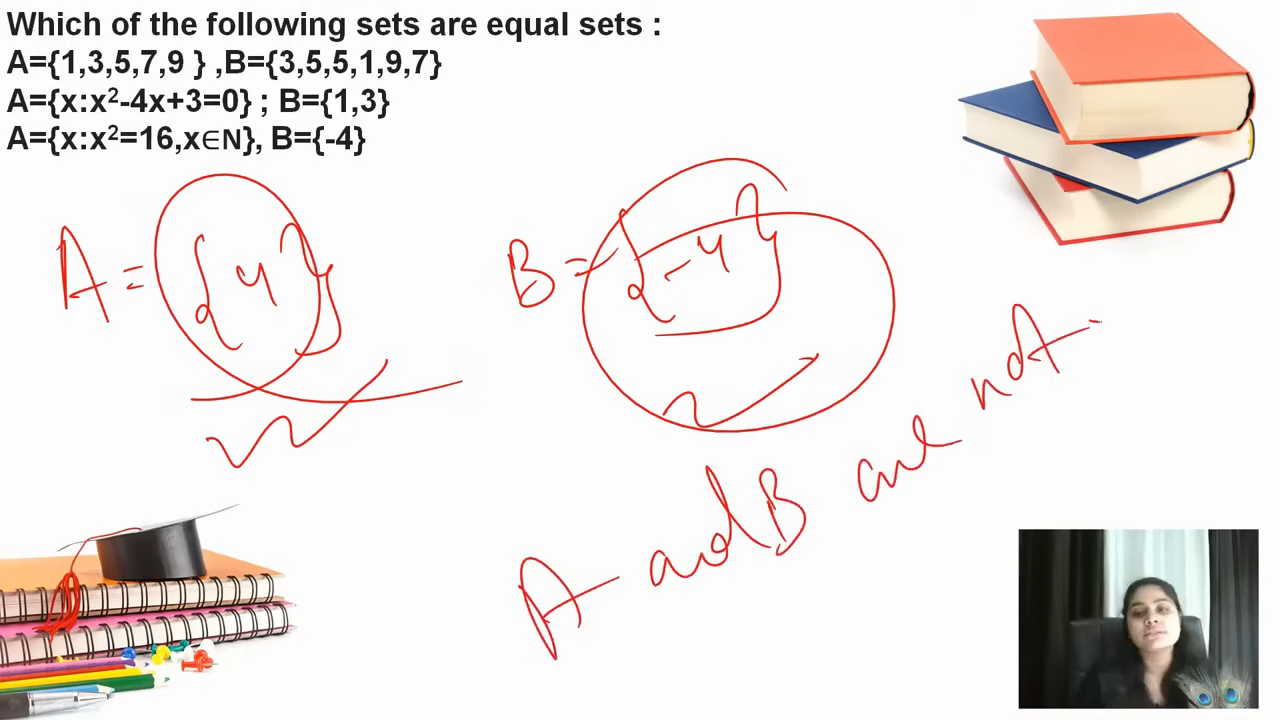 Which of the following sets are equal sets :
A={1,3,5,7,9 } ,B={3,5,5,1,9,7}
A={x:x²-4x+3=0} ; B={1,3}
A={x:x²=16,x∈N}, B={-4}
A = {4}
B = {-4}
A and B are not